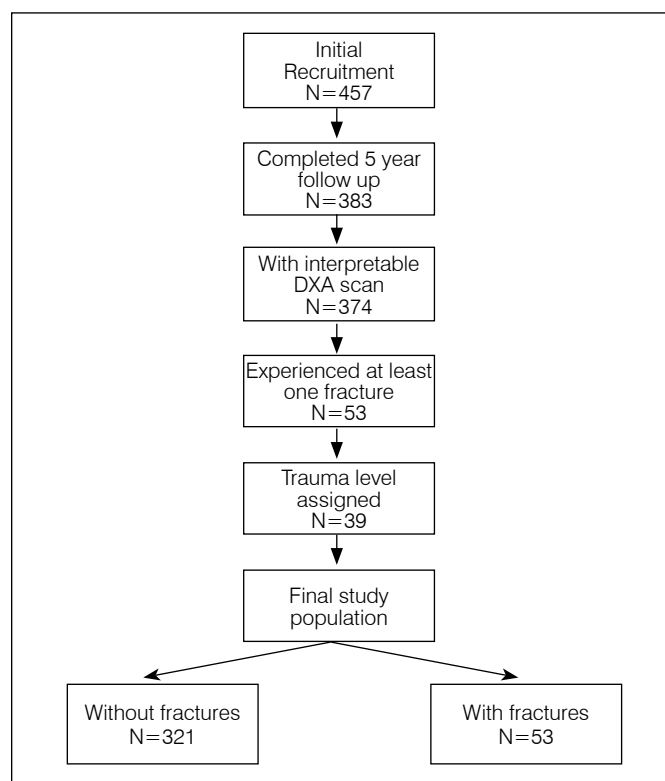 Initial
Recruitment
N=457
Completed 5 year
follow up
N=383
With interpretable
DXA scan
N=374
Experienced at least
one fracture
N=53
Trauma level
assigned
N=39
Final study
population
Without fractures
N=321
With fractures
N=53